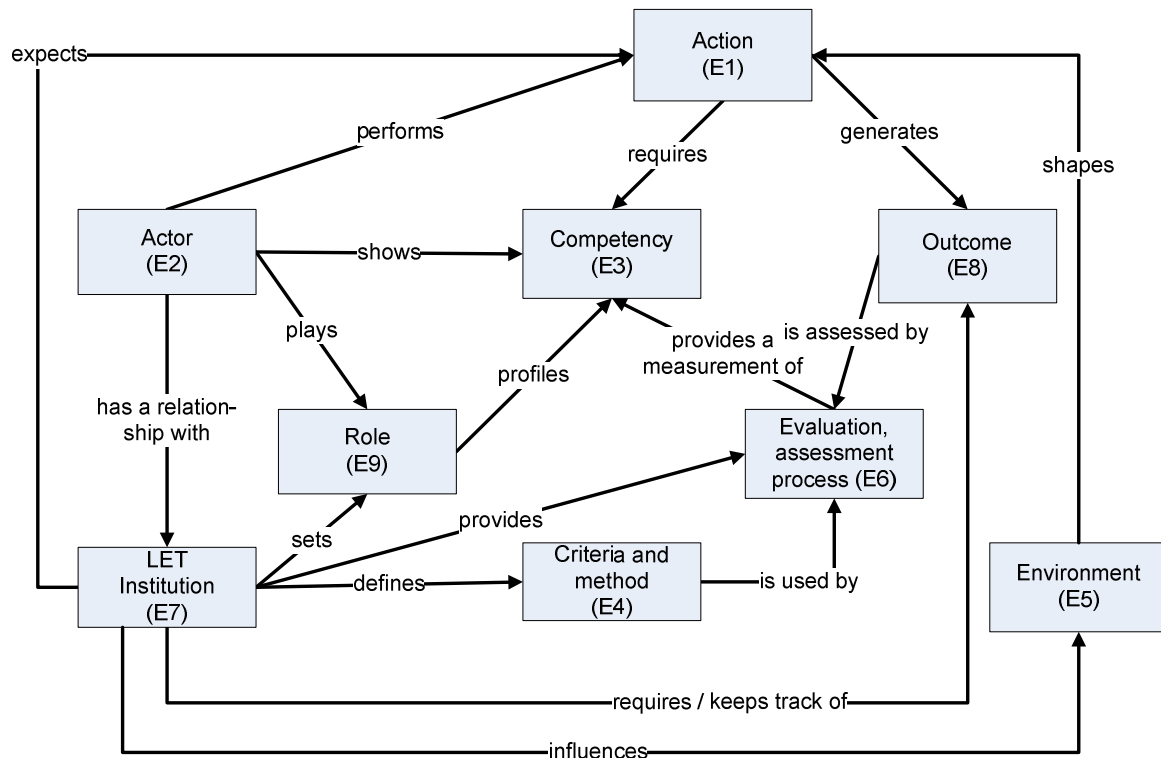 Action
(E1)
expects
performs
requires
generates
shapes
Actor
(E2)
shows
Competency
(E3)
Outcome
(E8)
plays
provides a
measurement of
is assessed by
profiles
has a relation-
ship with
Role
(E9)
Evaluation,
assessment
process (E6)
provides
sets
LET
Institution
(E7)
defines
Criteria and
method
(E4)
is used by
Environment
(E5)
requires / keeps track of
influences